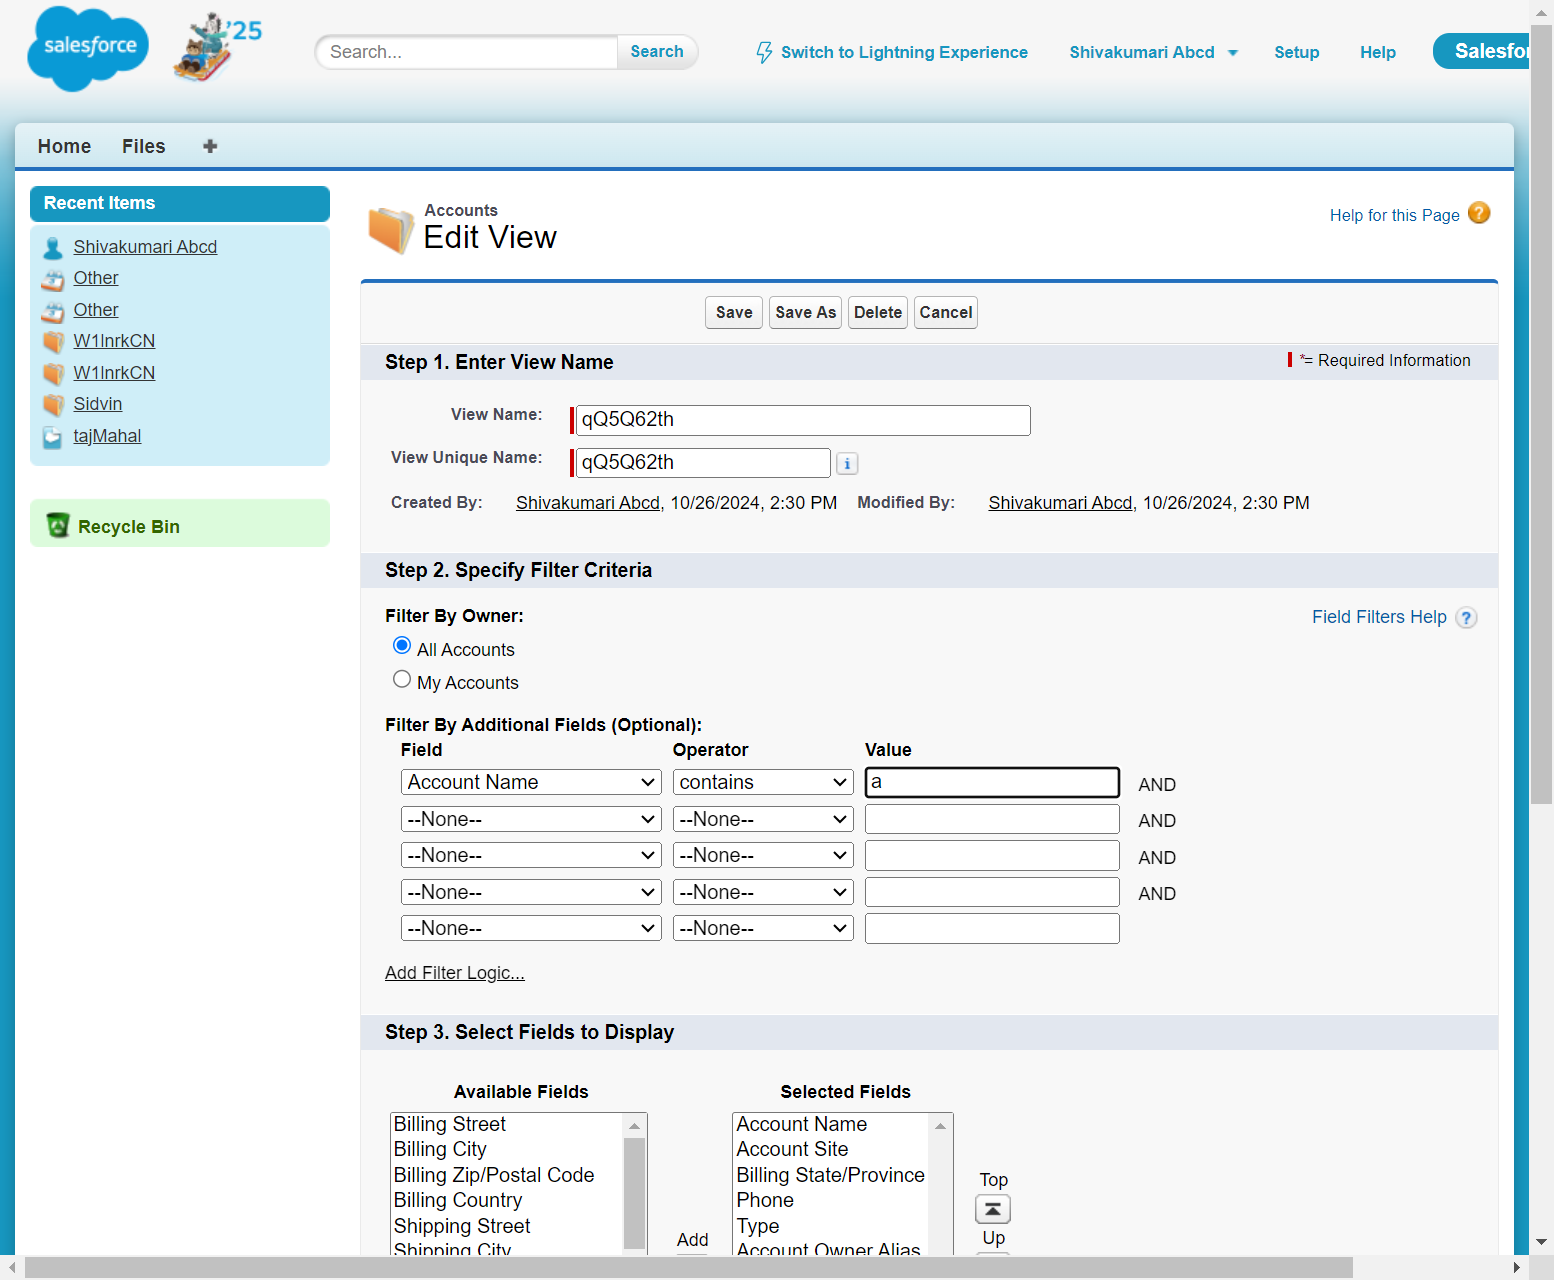 salesforce
'25
Search...
Search
Switch to Lightning Experience
Shivakumari Abcd
Setup
Help
Home
Files
Recent Items
Shivakumari Abcd
Other
Other
W1lnrkCN
W1lnrkCN
Sidvin
tajMahal
Recycle Bin
Accounts
Edit View
Help for this Page
Save
Save As
Delete
Cancel
Step 1. Enter View Name
*= Required Information
View Name:
qQ5Q62th
View Unique Name:
qQ5Q62th
Created By:
Shivakumari Abcd, 10/26/2024, 2:30 PM
Modified By:
Shivakumari Abcd, 10/26/2024, 2:30 PM
Step 2. Specify Filter Criteria
Filter By Owner:
Field Filters Help
All Accounts
My Accounts
Filter By Additional Fields (Optional):
Field
Operator
Value
Account Name
contains
a
AND
--None--
--None--
AND
--None--
--None--
AND
--None--
--None--
AND
--None--
--None--
Add Filter Logic...
Step 3. Select Fields to Display
Available Fields
Selected Fields
Billing Street
Billing City
Billing Zip/Postal Code
Billing Country
Shipping Street
Shipping City
Add
Account Name
Account Site
Billing State/Province
Phone
Type
Account Owner Alias
Top
Up